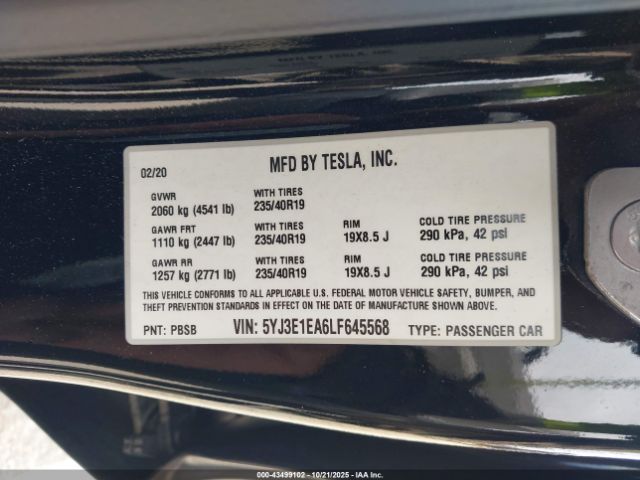 MFD BY TESLA, INC.
02/20
GVWR
2060 kg (4541 lb)
WITH TIRES
235/40R19
GAWR FRT
1110 kg (2447 lb)
WITH TIRES
235/40R19
RIM
19X8.5 J
COLD TIRE PRESSURE
290 kPa, 42 psi
GAWR RR
1257 kg (2771 lb)
WITH TIRES
235/40R19
RIM
19X8.5 J
COLD TIRE PRESSURE
290 kPa, 42 psi
THIS VEHICLE CONFORMS TO ALL APPLICABLE U.S. FEDERAL MOTOR VEHICLE SAFETY, BUMPER, AND
THEFT PREVENTION STANDARDS IN EFFECT ON THE DATE OF MANUFACTURE SHOWN ABOVE.
PNT: PBSB
VIN: 5YJ3E1EA6LF645568
TYPE: PASSENGER CAR
000-43499102 - 10/21/2025 - IAA, Inc.